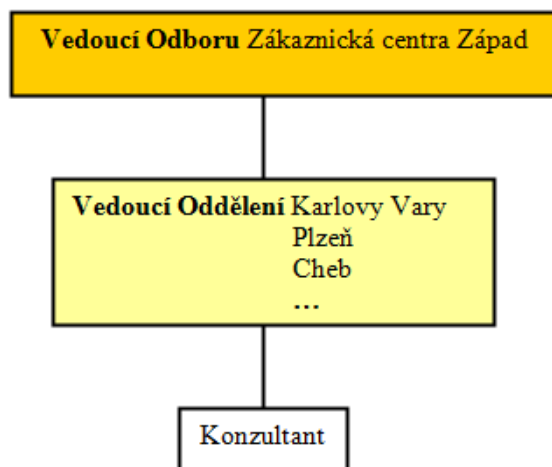 Vedoucí Odboru Zákaznická centra Západ
Vedoucí Oddělení Karlovy Vary
Plzeň
Cheb
...
Konzultant